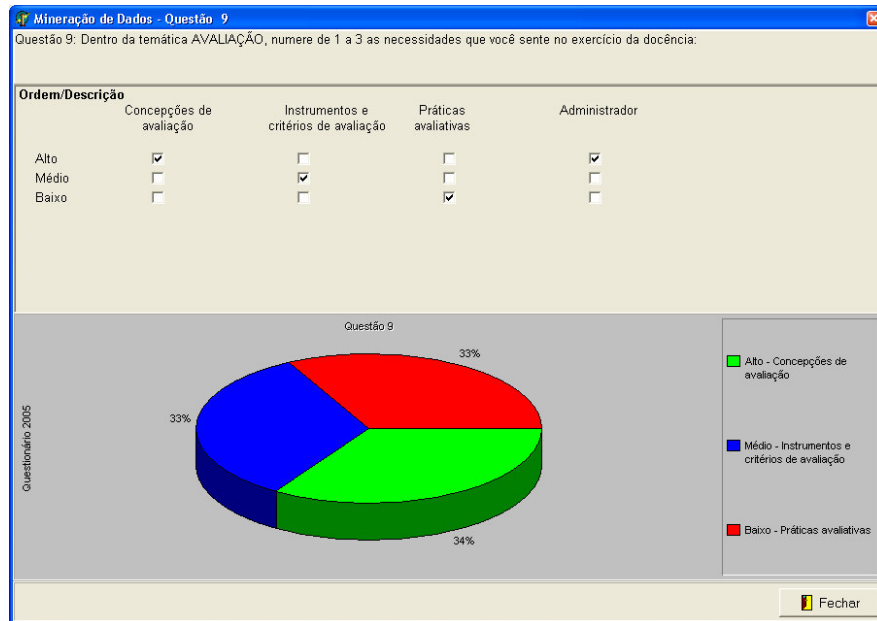 Mineração de Dados - Questão 9
Questão 9: Dentro da temática AVALIAÇÃO, numere de 1 a 3 as necessidades que você sente no exercício da docência:
Ordem/Descrição
Concepções de
avaliação
Instrumentos e
critérios de avaliação
Práticas
avaliativas
Administrador
Alto
Médio
Baixo
Questão 9
33%
33%
34%
Questionário 2005
Alto - Concepções de
avaliação
Médio - Instrumentos e
critérios de avaliação
Baixo - Práticas avaliativas
Fechar